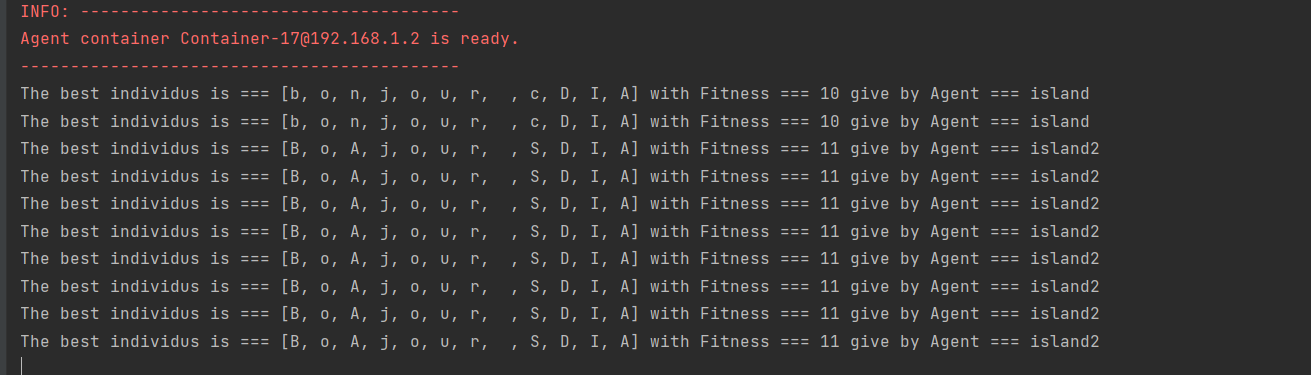 INFO: --------------------------------------
Agent container Container-17@192.168.1.2 is ready.
--------------------------------------------
The best individus is === [b, o, n, j, o, u, r,  , c, D, I, A] with Fitness === 10 give by Agent === island
The best individus is === [b, o, n, j, o, u, r,  , c, D, I, A] with Fitness === 10 give by Agent === island
The best individus is === [B, o, A, j, o, u, r,  , S, D, I, A] with Fitness === 11 give by Agent === island2
The best individus is === [B, o, A, j, o, u, r,  , S, D, I, A] with Fitness === 11 give by Agent === island2
The best individus is === [B, o, A, j, o, u, r,  , S, D, I, A] with Fitness === 11 give by Agent === island2
The best individus is === [B, o, A, j, o, u, r,  , S, D, I, A] with Fitness === 11 give by Agent === island2
The best individus is === [B, o, A, j, o, u, r,  , S, D, I, A] with Fitness === 11 give by Agent === island2
The best individus is === [B, o, A, j, o, u, r,  , S, D, I, A] with Fitness === 11 give by Agent === island2
The best individus is === [B, o, A, j, o, u, r,  , S, D, I, A] with Fitness === 11 give by Agent === island2
The best individus is === [B, o, A, j, o, u, r,  , S, D, I, A] with Fitness === 11 give by Agent === island2